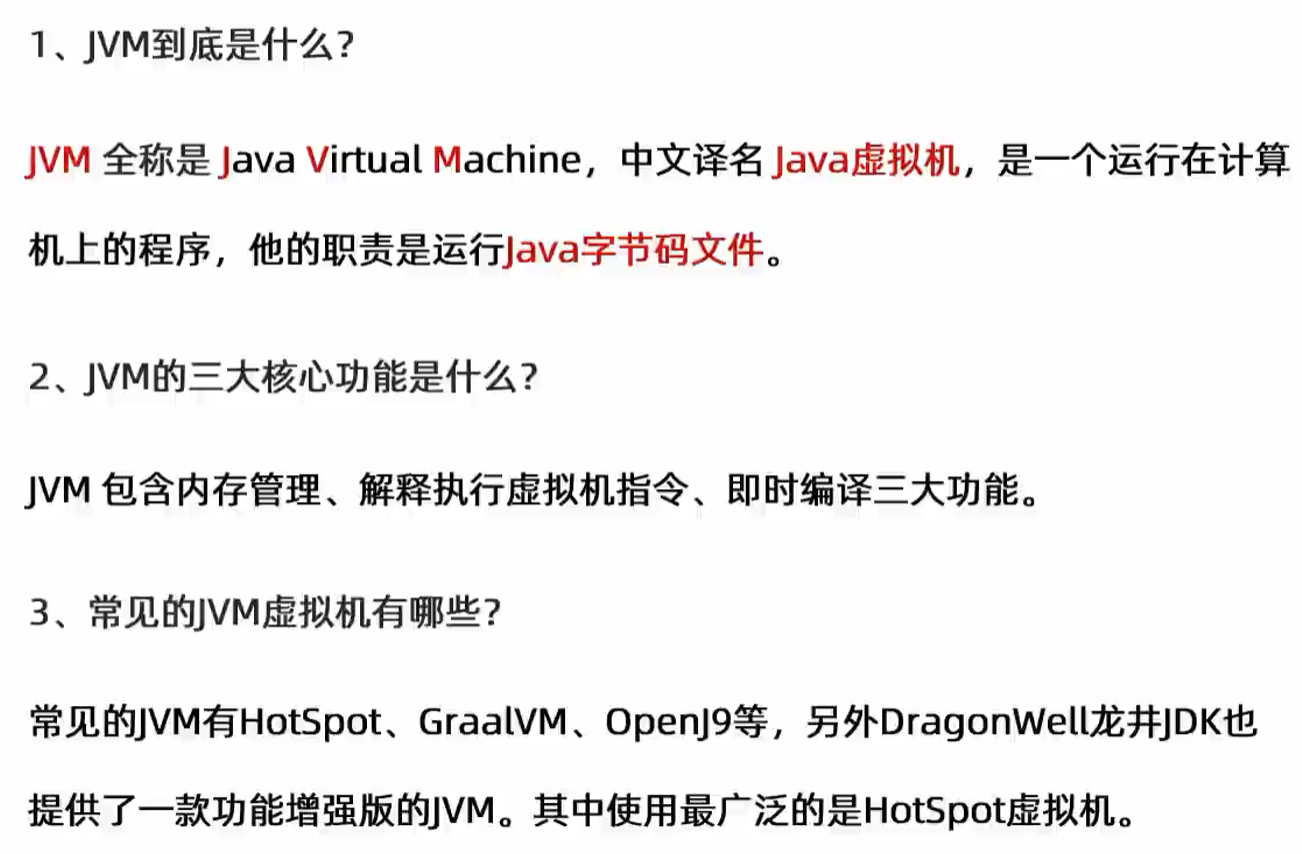 1、JVM到底是什么？
JVM 全称是 Java Virtual Machine，中文译名 Java虚拟机，是一个运行在计算
机上的程序，他的职责是运行Java字节码文件。
2、JVM的三大核心功能是什么？
JVM 包含内存管理、解释执行虚拟机指令、即时编译三大功能。
3、常见的JVM虚拟机有哪些？
常见的JVM有HotSpot、GraalVM、OpenJ9等，另外DragonWell龙井JDK也
提供了一款功能增强版的JVM。其中使用最广泛的是HotSpot虚拟机。